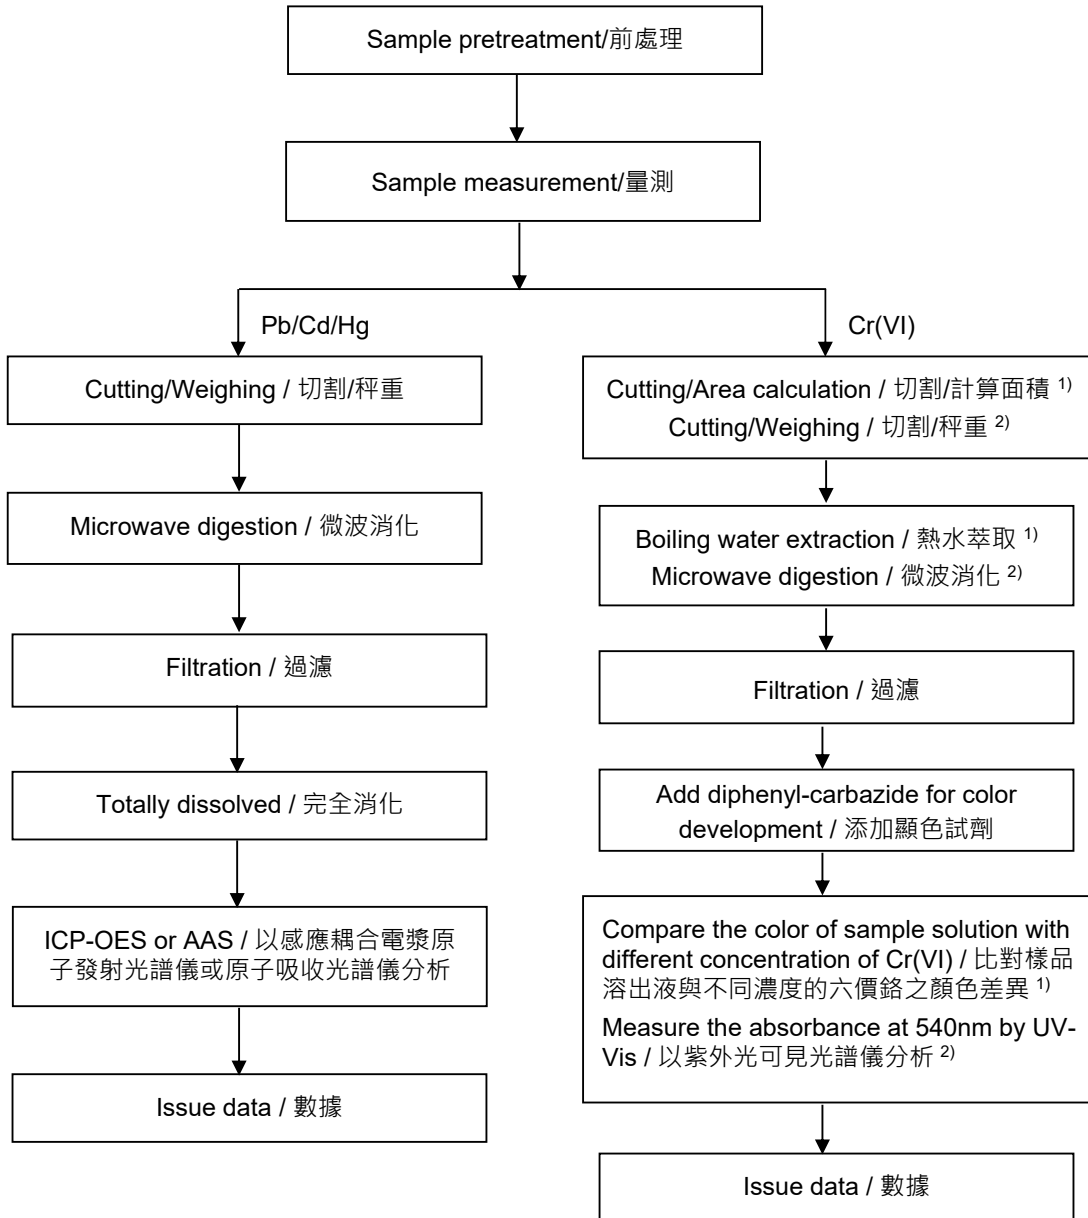 Sample pretreatment/前處理
Sample measurement/量測
Pb/Cd/Hg
Cutting/Weighing / 切割/秤重
Microwave digestion / 微波消化
Filtration / 過濾
Totally dissolved / 完全消化
ICP-OES or AAS / 以感應耦合電漿原
子發射光譜儀或原子吸收光譜儀分析
Issue data / 數據
Cr(VI)
Cutting/Area calculation / 切割/計算面積 1)
Cutting/Weighing / 切割/秤重 2)
Boiling water extraction / 熱水萃取 1)
Microwave digestion / 微波消化 2)
Filtration / 過濾
Add diphenyl-carbazide for color
development / 添加顯色試劑
Compare the color of sample solution with
different concentration of Cr(VI) / 比對樣品
溶出液與不同濃度的六價鉻之顏色差異 1)
Measure the absorbance at 540nm by UV-
Vis / 以紫外光可見光譜儀分析 2)
Issue data / 數據